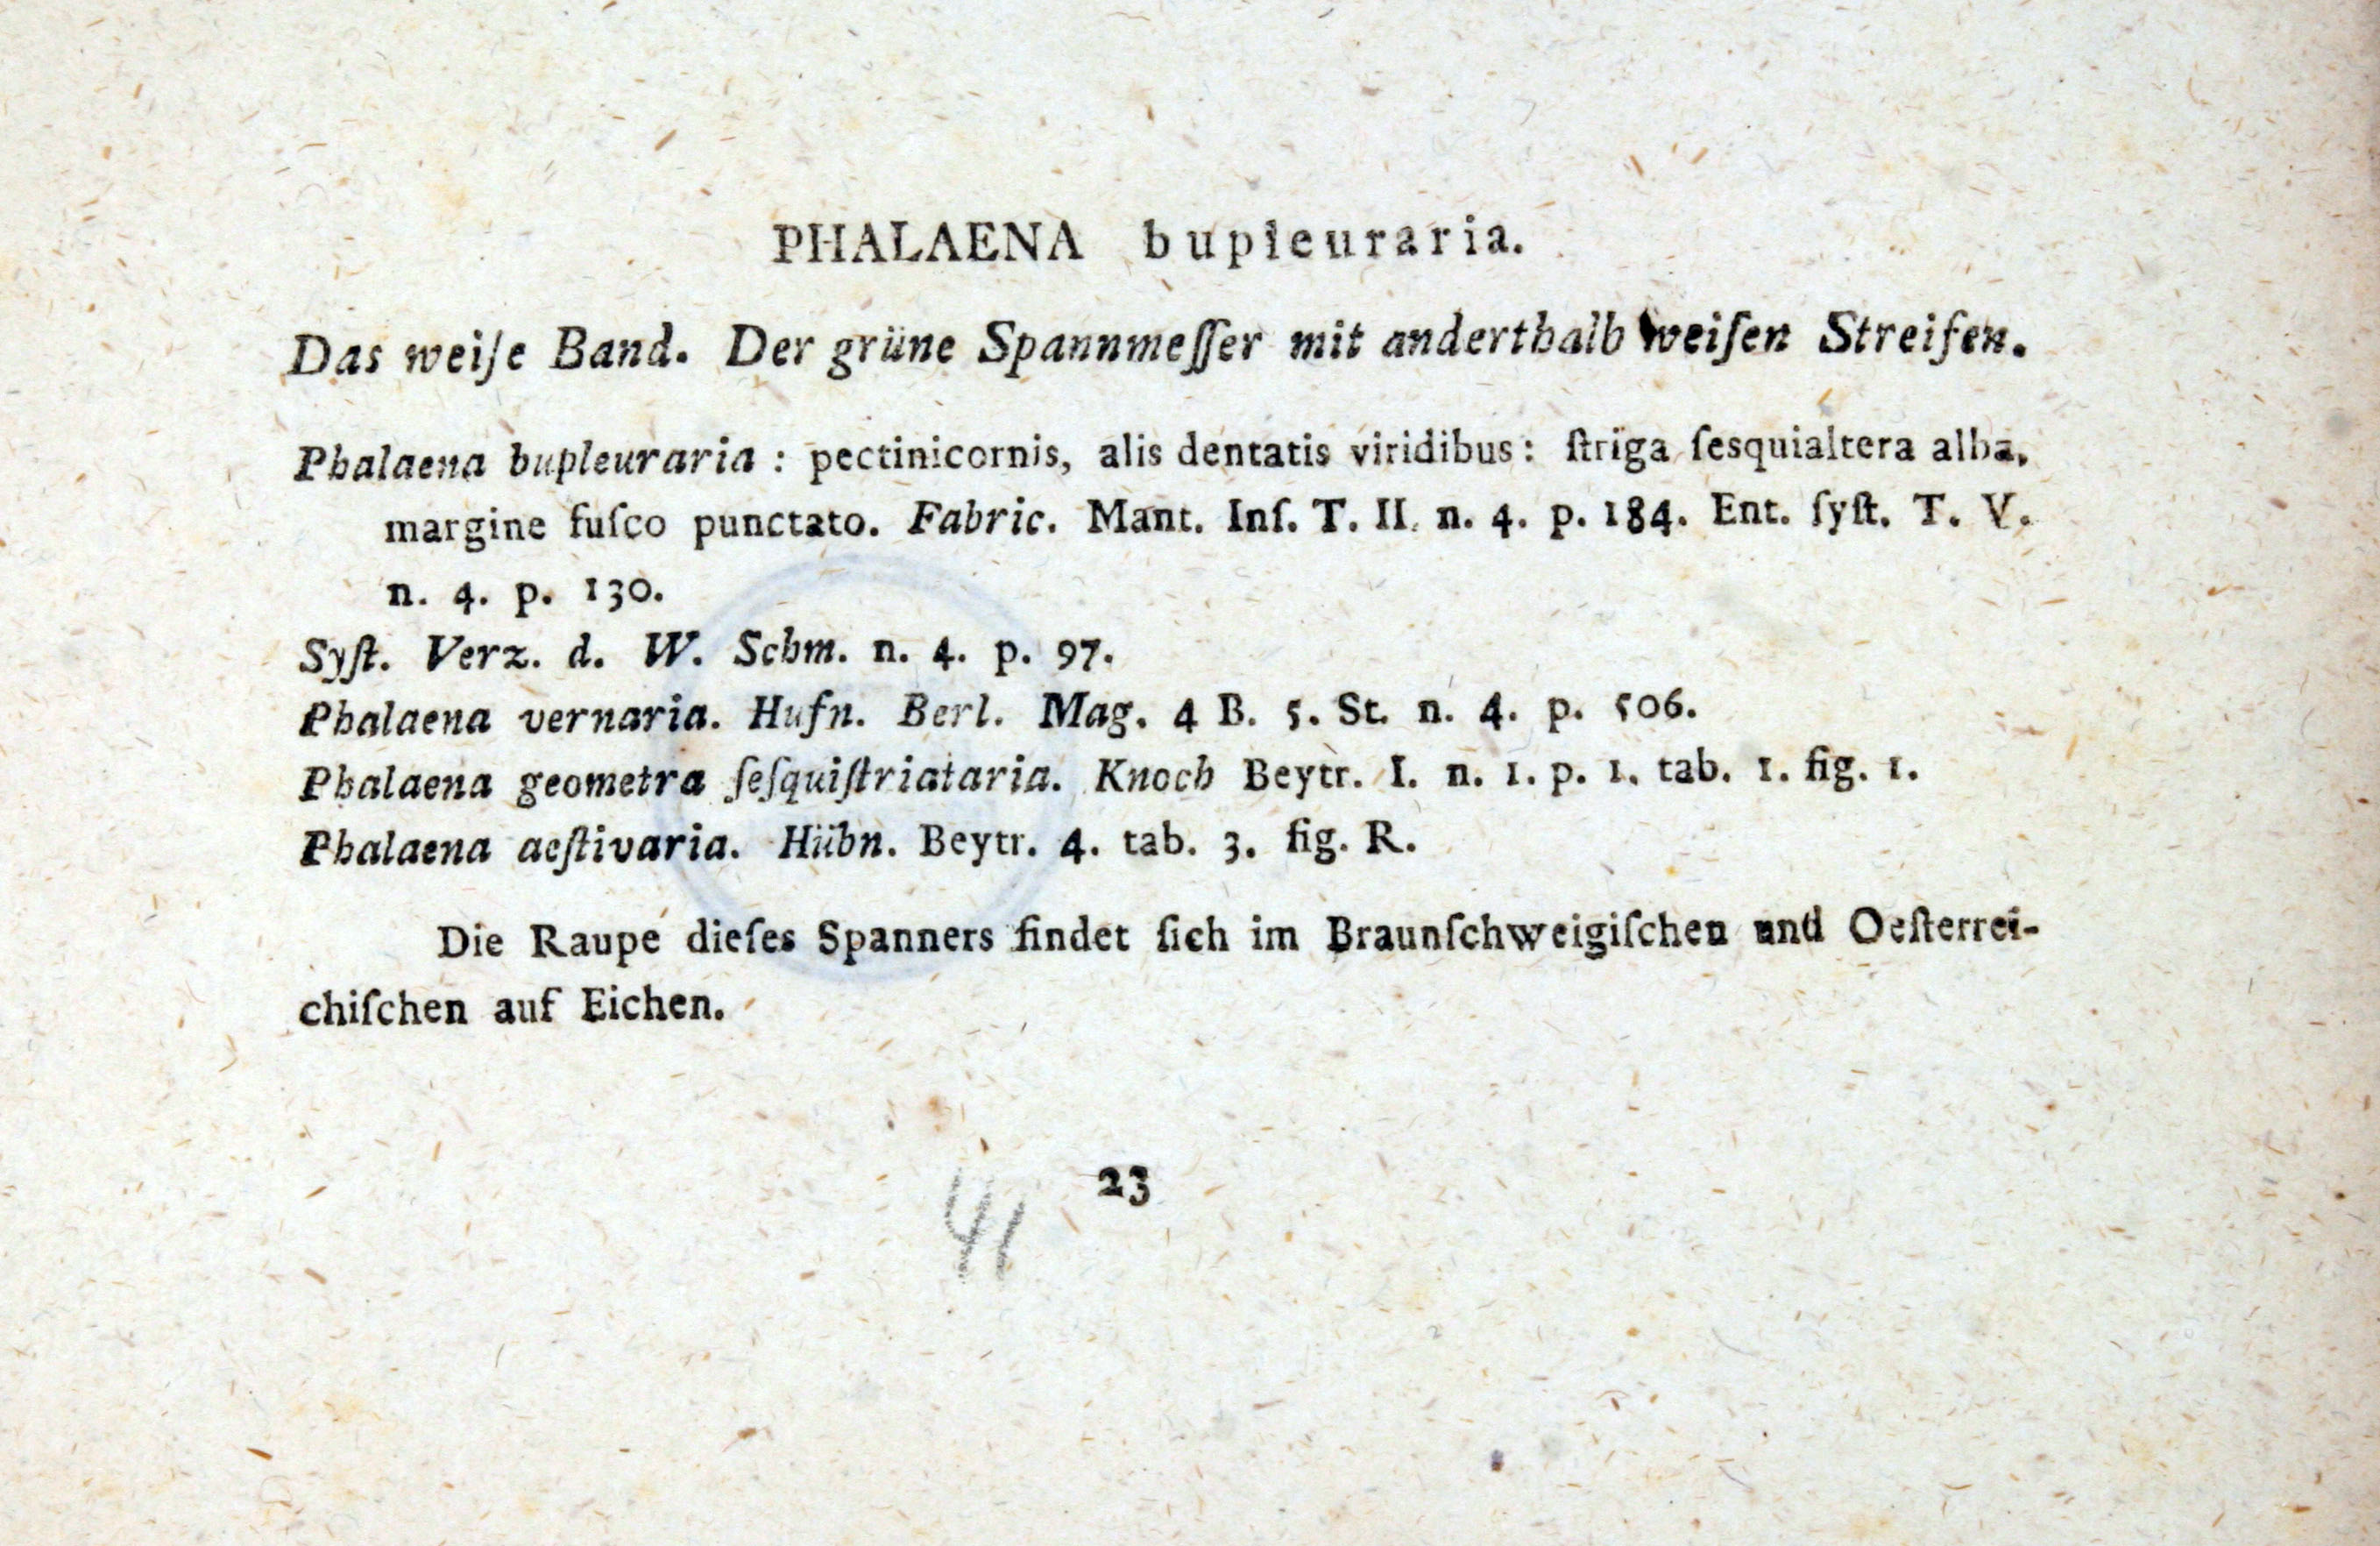 PHALAENA bupleuraria.
Das weiſe Band. Der grüne Spannmeſſer mit anderthalb weiſen Streifen.
Phalaena bupleuraria : pectinicornis, alis dentatis viridibus: ſtriga ſesquialtera alba,
margine fuſco punctato. Fabric. Mant. Inſ. T. II. n. 4. p. 184. Ent. ſyſt. T. V.
n. 4. p. 130.
Syſt. Verz. d. W. Schm. n. 4. p. 97.
Phalaena vernaria. Hufn. Berl. Mag. 4 B. 5. St. n. 4. p. 506.
Phalaena geometra ſeſquiſtriataria. Knoch Beytr. I. n. 1. p. 1. tab. 1. fig. 1.
Phalaena aeſtivaria. Hübn. Beytr. 4. tab. 3. fig. R.
Die Raupe dieſes Spanners findet ſich im Braunſchweigiſchen und Oeſterrei-
chiſchen auf Eichen.
23
41